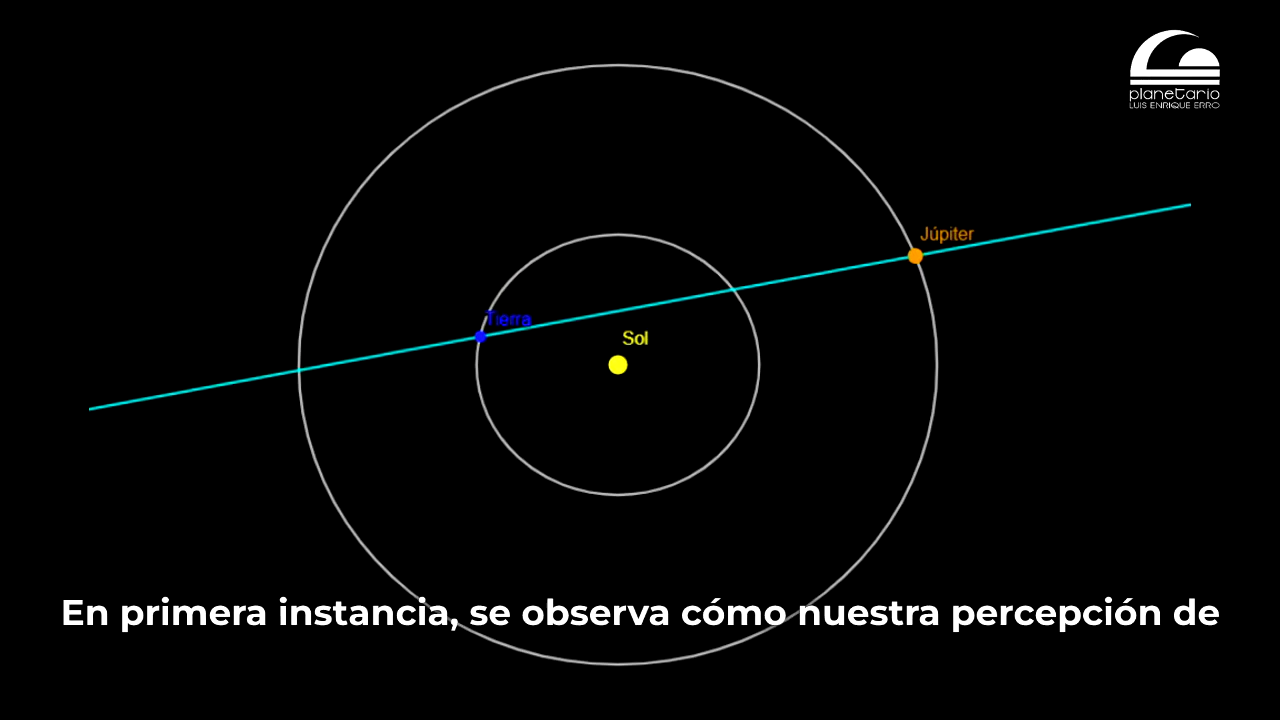 planetario
LUIS ENRIQUE ERRO
Júpiter
Tierra
Sol
En primera instancia, se observa cómo nuestra percepción de